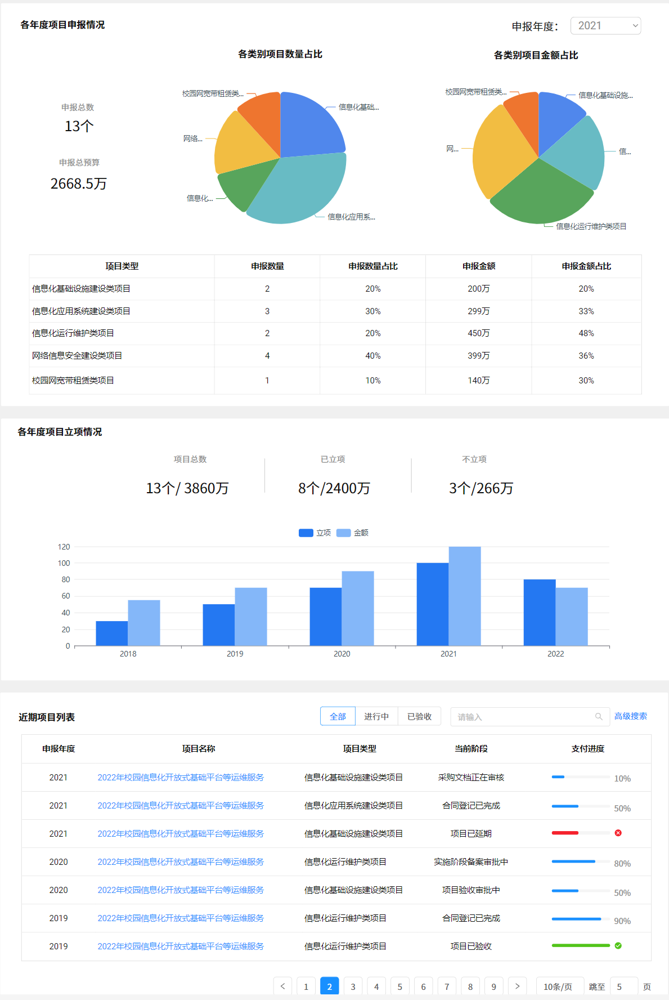 各年度项目申报情况
申报年度： 2021
各类别项目数量占比
各类别项目金额占比
申报总数
13个
申报总预算
2668.5万
校园网宽带租赁类...
信息化基础...
网络...
信息化...
信息化应用系...
校园网宽带租赁类...
信息化基础设施...
网...
信...
信息化运行维护类项目
项目类型 申报数量 申报数量占比 申报金额 申报金额占比
信息化基础设施建设类项目 2 20% 200万 20%
信息化应用系统建设类项目 3 30% 299万 33%
信息化运行维护类项目 2 20% 450万 48%
网络信息安全建设类项目 4 40% 399万 36%
校园网宽带租赁类项目 1 10% 140万 30%
各年度项目立项情况
项目总数 已立项 不立项
13个/ 3860万 8个/2400万 3个/266万
立项 金额
120
100
80
60
40
20
0
2018 2019 2020 2021 2022
近期项目列表 全部 进行中 已验收 请输入 高级搜索
申报年度 项目名称 项目类型 当前阶段 支付进度
2021 2022年校园信息化开放式基础平台等运维服务 信息化基础设施建设类项目 采购文档正在审核 10%
2021 2022年校园信息化开放式基础平台等运维服务 信息化应用系统建设类项目 合同登记已完成 50%
2021 2022年校园信息化开放式基础平台等运维服务 信息化基础设施建设类项目 项目已延期
2020 2022年校园信息化开放式基础平台等运维服务 信息化运行维护类项目 实施阶段备案审批中 80%
2020 2022年校园信息化开放式基础平台等运维服务 信息化基础设施建设类项目 项目验收审批中 50%
2019 2022年校园信息化开放式基础平台等运维服务 信息化运行维护类项目 合同登记已完成 90%
2019 2022年校园信息化开放式基础平台等运维服务 信息化运行维护类项目 项目已验收
< 1 2 3 4 5 6 7 8 9 > 10条/页 跳至 5 页